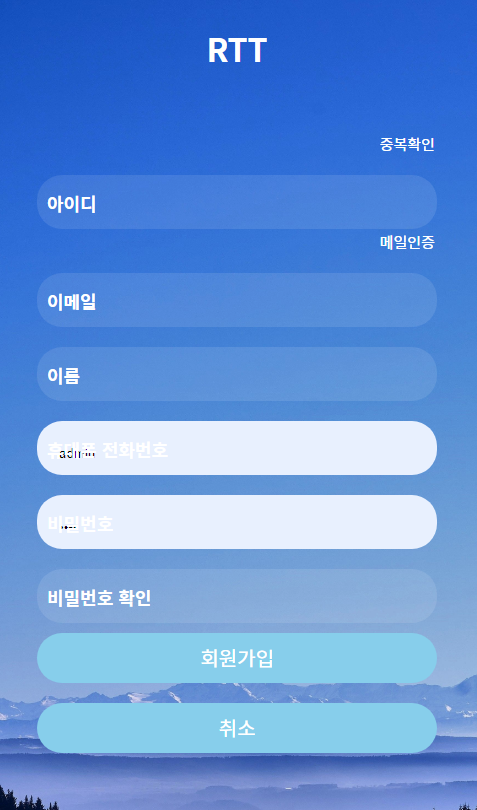 RTT
중복확인
아이디
메일인증
이메일
이름
휴대폰 전화번호
admin
비밀번호
비밀번호 확인
회원가입
취소